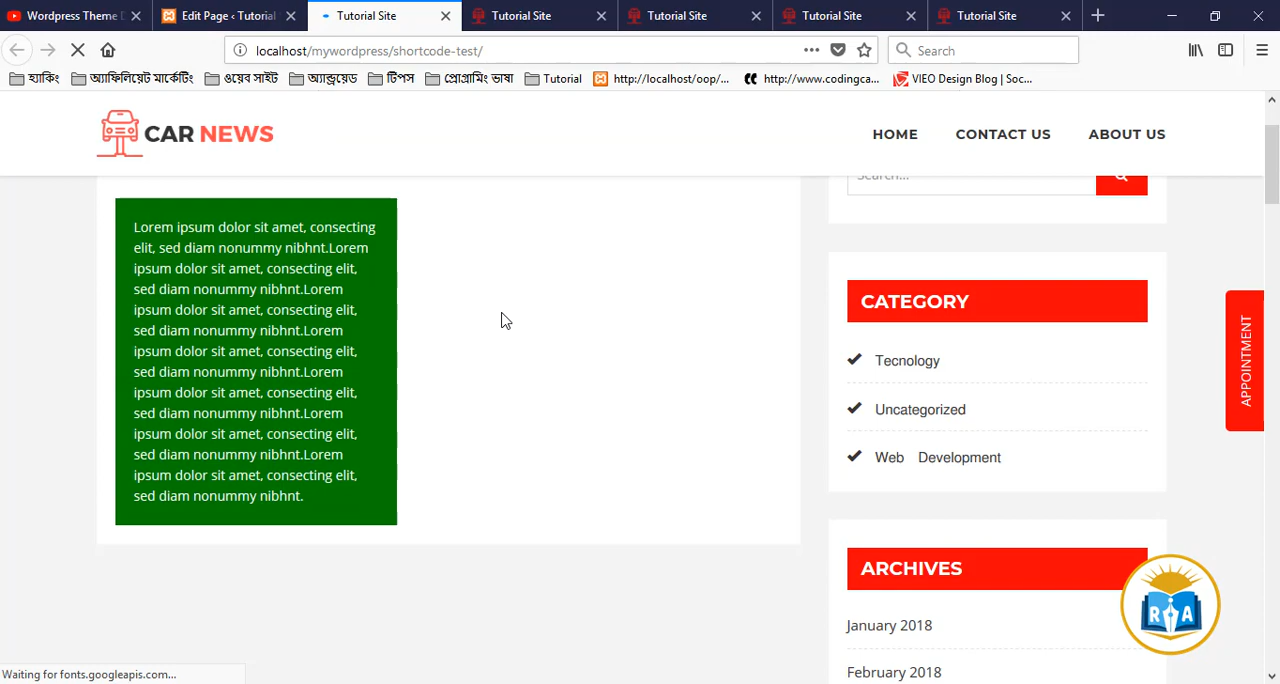 Wordpress Theme D
Edit Page ‹ Tutorial
Tutorial Site
Tutorial Site
Tutorial Site
Tutorial Site
Tutorial Site
localhost/mywordpress/shortcode-test/
Search
হ্যাকিং
অ্যাফিলিয়েট মার্কেটিং
ওয়েব সাইট
অ্যান্ড্রয়েড
টিপস
প্রোগ্রামিং ভাষা
Tutorial
http://localhost/oop/...
http://www.codingca...
VIEO Design Blog | Soc...
CAR NEWS
HOME
CONTACT US
ABOUT US
Search...
Lorem ipsum dolor sit amet, consecting
elit, sed diam nonummy nibhnt.Lorem
ipsum dolor sit amet, consecting elit,
sed diam nonummy nibhnt.Lorem
ipsum dolor sit amet, consecting elit,
sed diam nonummy nibhnt.Lorem
ipsum dolor sit amet, consecting elit,
sed diam nonummy nibhnt.Lorem
ipsum dolor sit amet, consecting elit,
sed diam nonummy nibhnt.Lorem
ipsum dolor sit amet, consecting elit,
sed diam nonummy nibhnt.Lorem
ipsum dolor sit amet, consecting elit,
sed diam nonummy nibhnt.
CATEGORY
Tecnology
Uncategorized
Web Development
APPOINTMENT
ARCHIVES
January 2018
February 2018
R A
Waiting for fonts.googleapis.com...